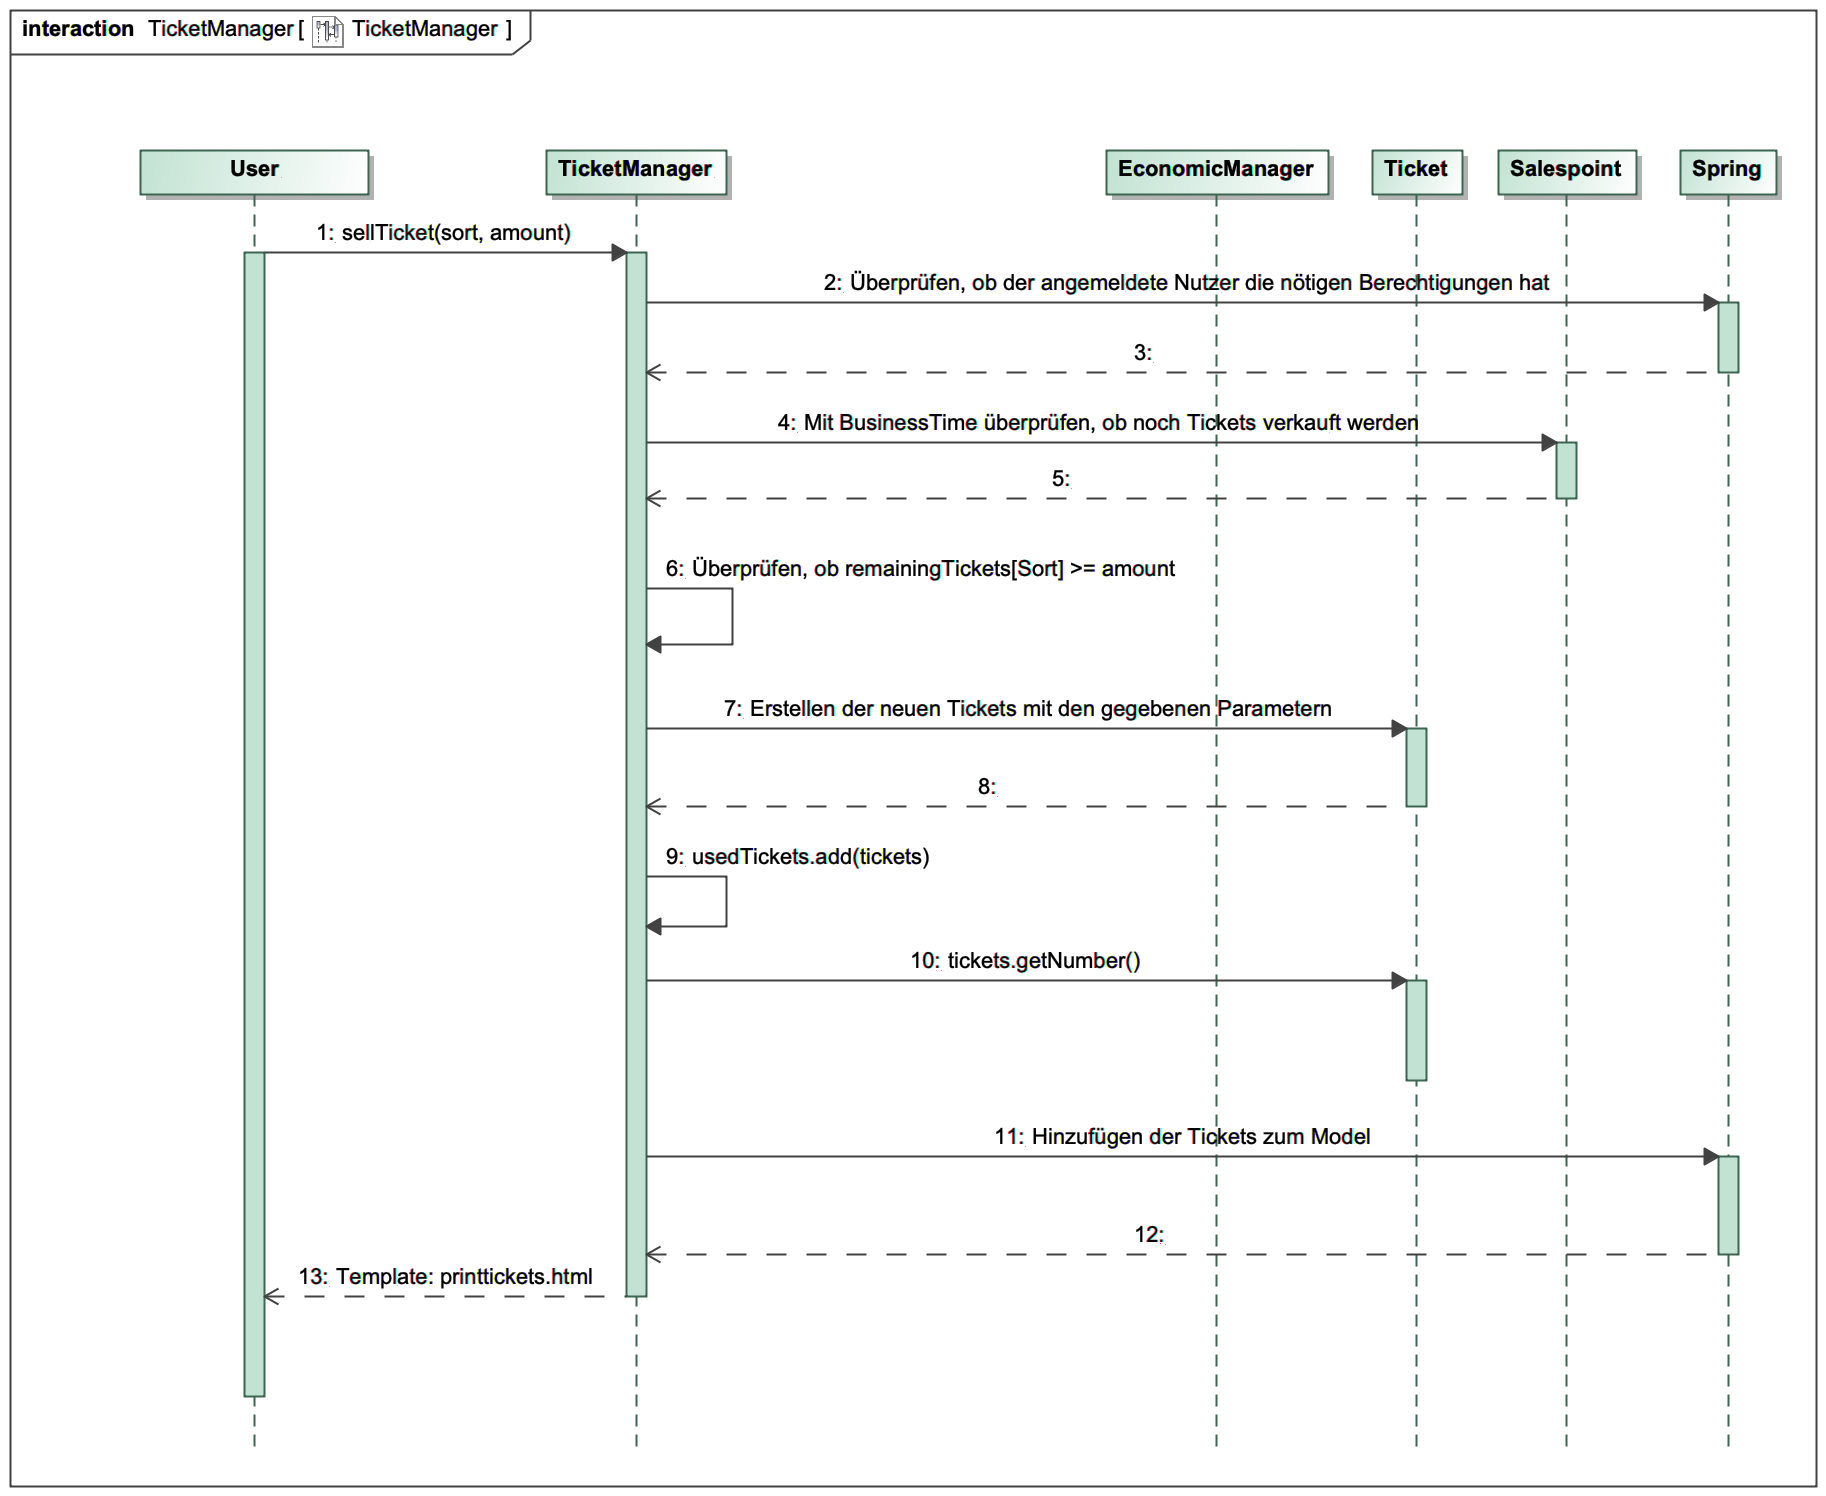 interaction TicketManager [ TicketManager ]
User
TicketManager
EconomicManager
Ticket
Salespoint
Spring
1: sellTicket(sort, amount)
2: Überprüfen, ob der angemeldete Nutzer die nötigen Berechtigungen hat
3:
4: Mit BusinessTime überprüfen, ob noch Tickets verkauft werden
5:
6: Überprüfen, ob remainingTickets[Sort] >= amount
7: Erstellen der neuen Tickets mit den gegebenen Parametern
8:
9: usedTickets.add(tickets)
10: tickets.getNumber()
11: Hinzufügen der Tickets zum Model
12:
13: Template: printtickets.html